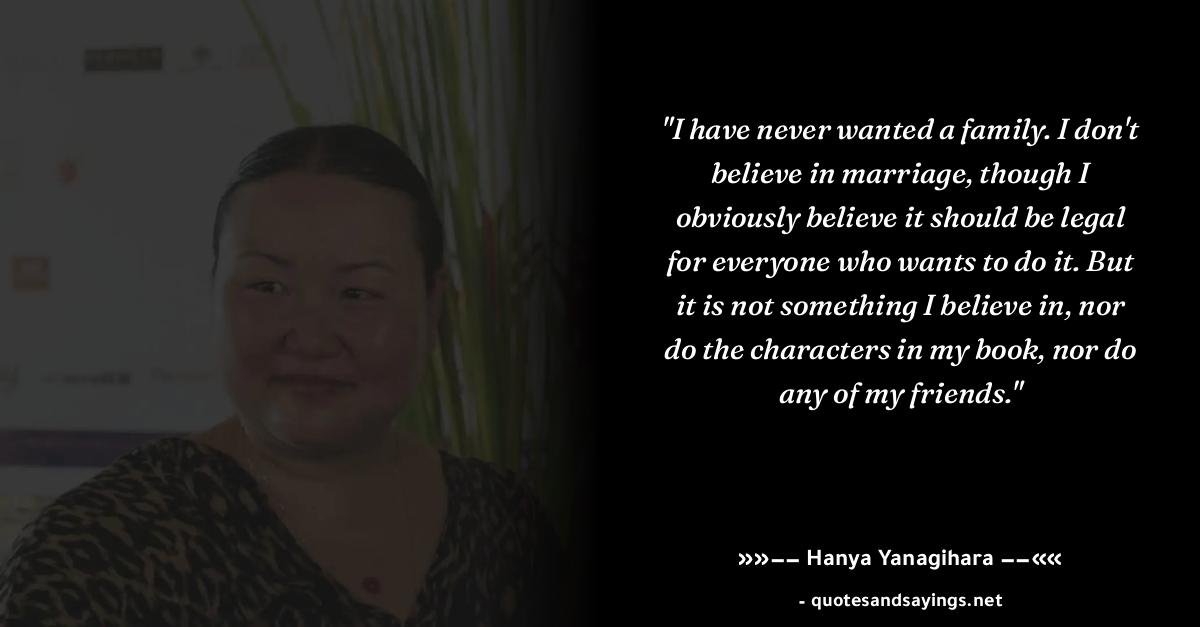 "I have never wanted a family. I don't
believe in marriage, though I
obviously believe it should be legal
for everyone who wants to do it. But
it is not something I believe in, nor
do the characters in my book, nor do
any of my friends."
»»−− Hanya Yanagihara −−««
- quotesandsayings.net